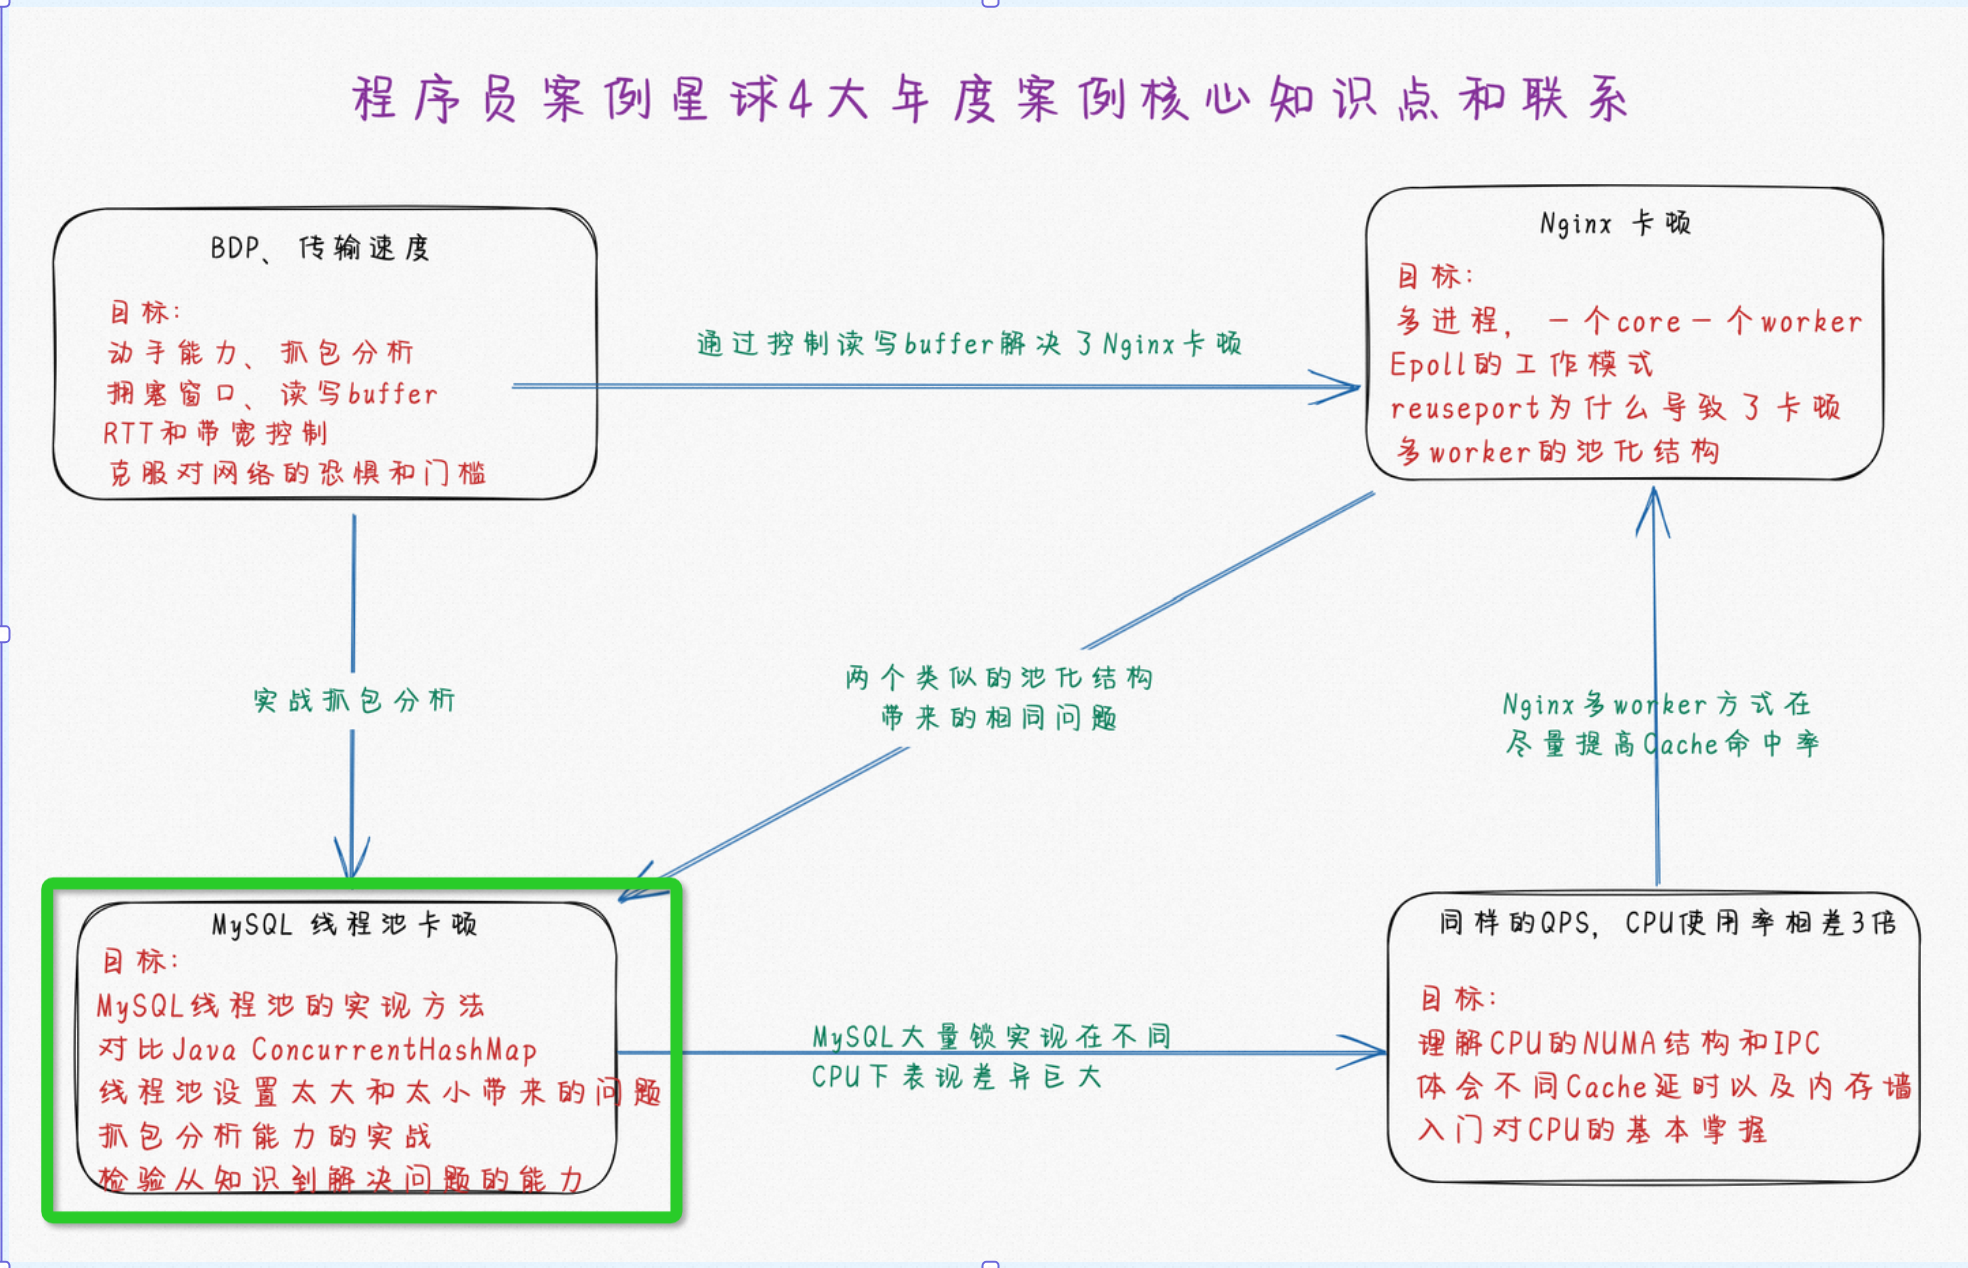 程序员案例星球4大年度案例核心知识点和联系
BDP、传输速度
目标:
动手能力、抓包分析
拥塞窗口、读写buffer
RTT和带宽控制
克服对网络的恐惧和门槛
通过控制读写buffer解决了Nginx卡顿
Nginx 卡顿
目标:
多进程，一个core一个worker
Epoll的工作模式
reuseport为什么导致了卡顿
多worker的池化结构
实战抓包分析
两个类似的池化结构
带来的相同问题
Nginx多worker方式在
尽量提高Cache命中率
MySQL 线程池卡顿
目标:
MySQL线程池的实现方法
对比Java ConcurrentHashMap
线程池设置太大和太小带来的问题
抓包分析能力的实战
检验从知识到解决问题的能力
MySQL大量锁实现在不同
CPU下表现差异巨大
同样的QPS，CPU使用率相差3倍
目标:
理解CPU的NUMA结构和IPC
体会不同Cache延时以及内存墙
入门对CPU的基本掌握